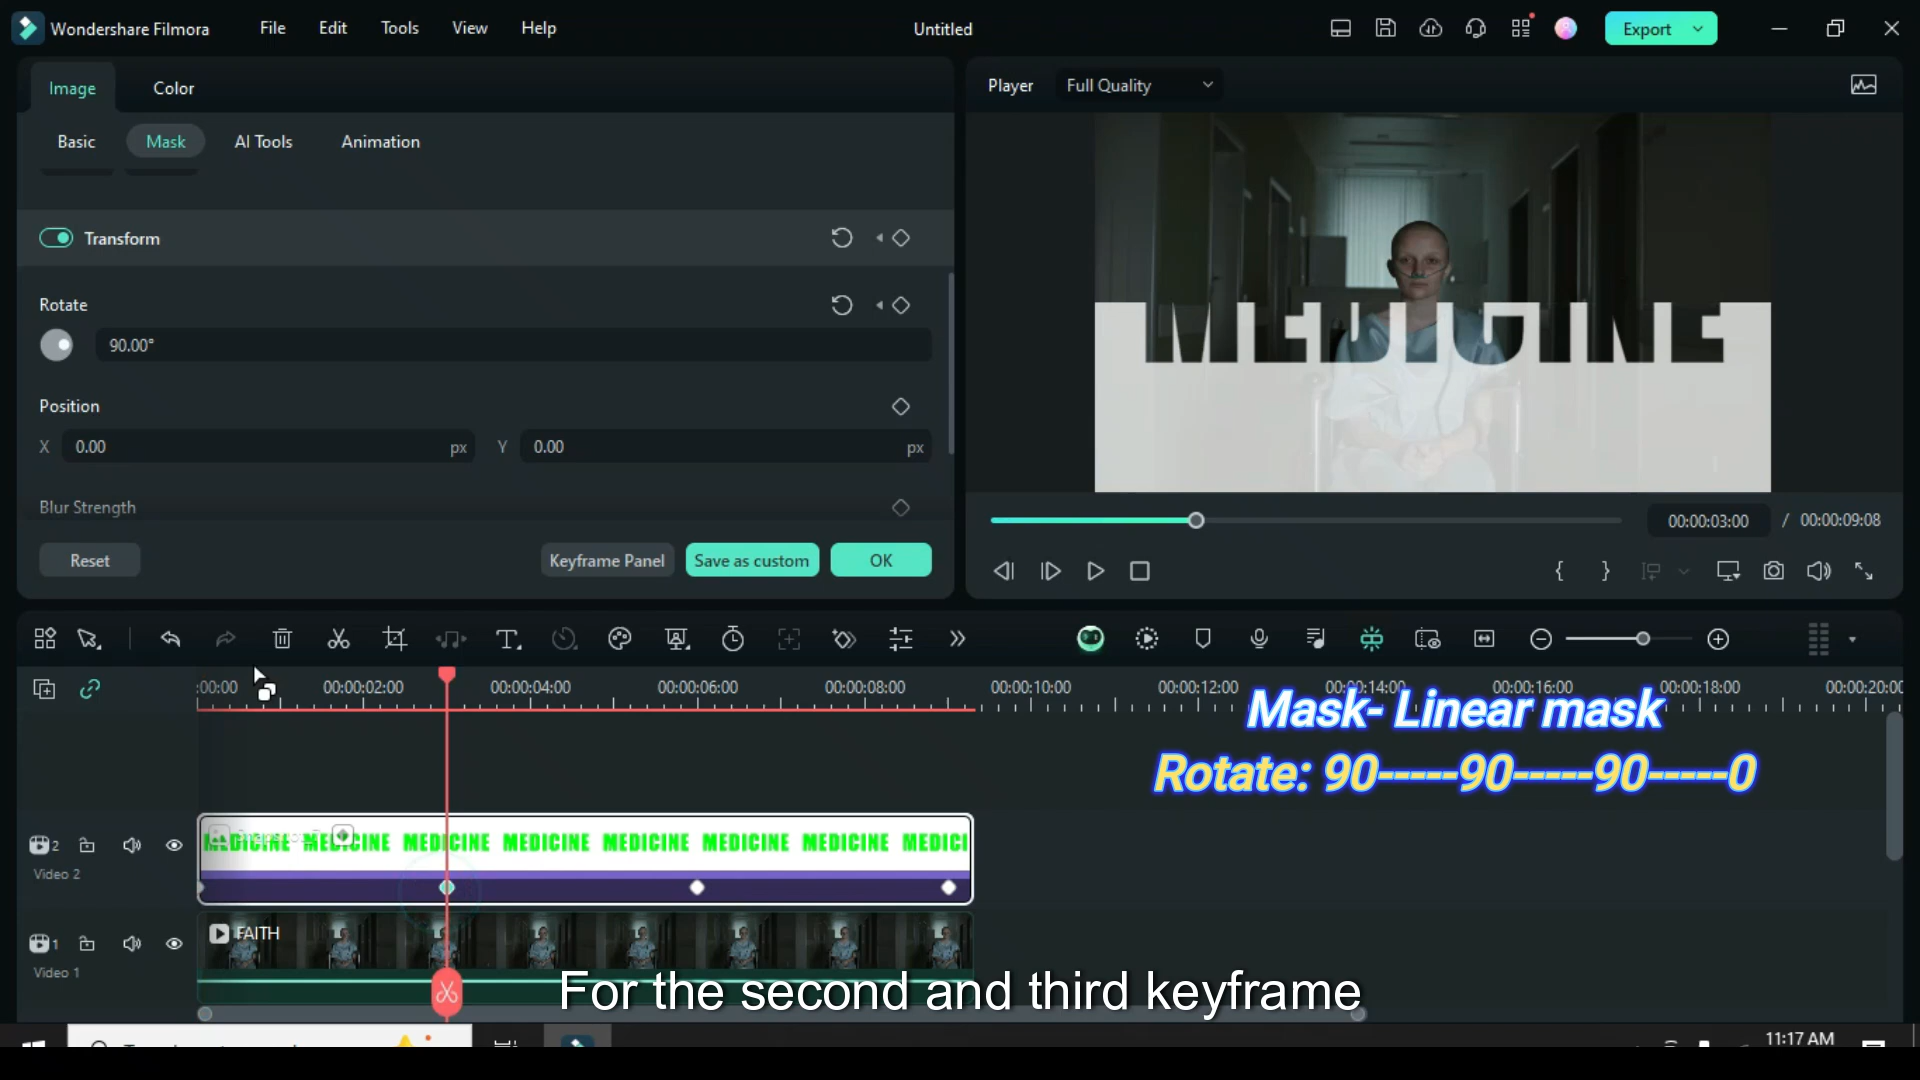 Wondershare Filmora
File
Edit
Tools
View
Help
Untitled
Export
Image
Color
Player
Full Quality
Basic
Mask
AI Tools
Animation
Transform
Rotate
90.00°
Position
X
0.00
px
Y
0.00
px
Blur Strength
Reset
Keyframe Panel
Save as custom
OK
MEDICINE
00:00:03:00
/
00:00:09:08
:00:00
00:00:02:00
00:00:04:00
00:00:06:00
00:00:08:00
00:00:10:00
00:00:12:00
00:00:14:00
00:00:16:00
00:00:18:00
00:00:20:00
Mask- Linear mask
Rotate: 90-----90-----90-----0
2
MEDICINE MEDICINE MEDICINE MEDICINE MEDICINE MEDICINE MEDICINE MEDICI
Video 2
1
FAITH
Video 1
For the second and third keyframe
11:17 AM